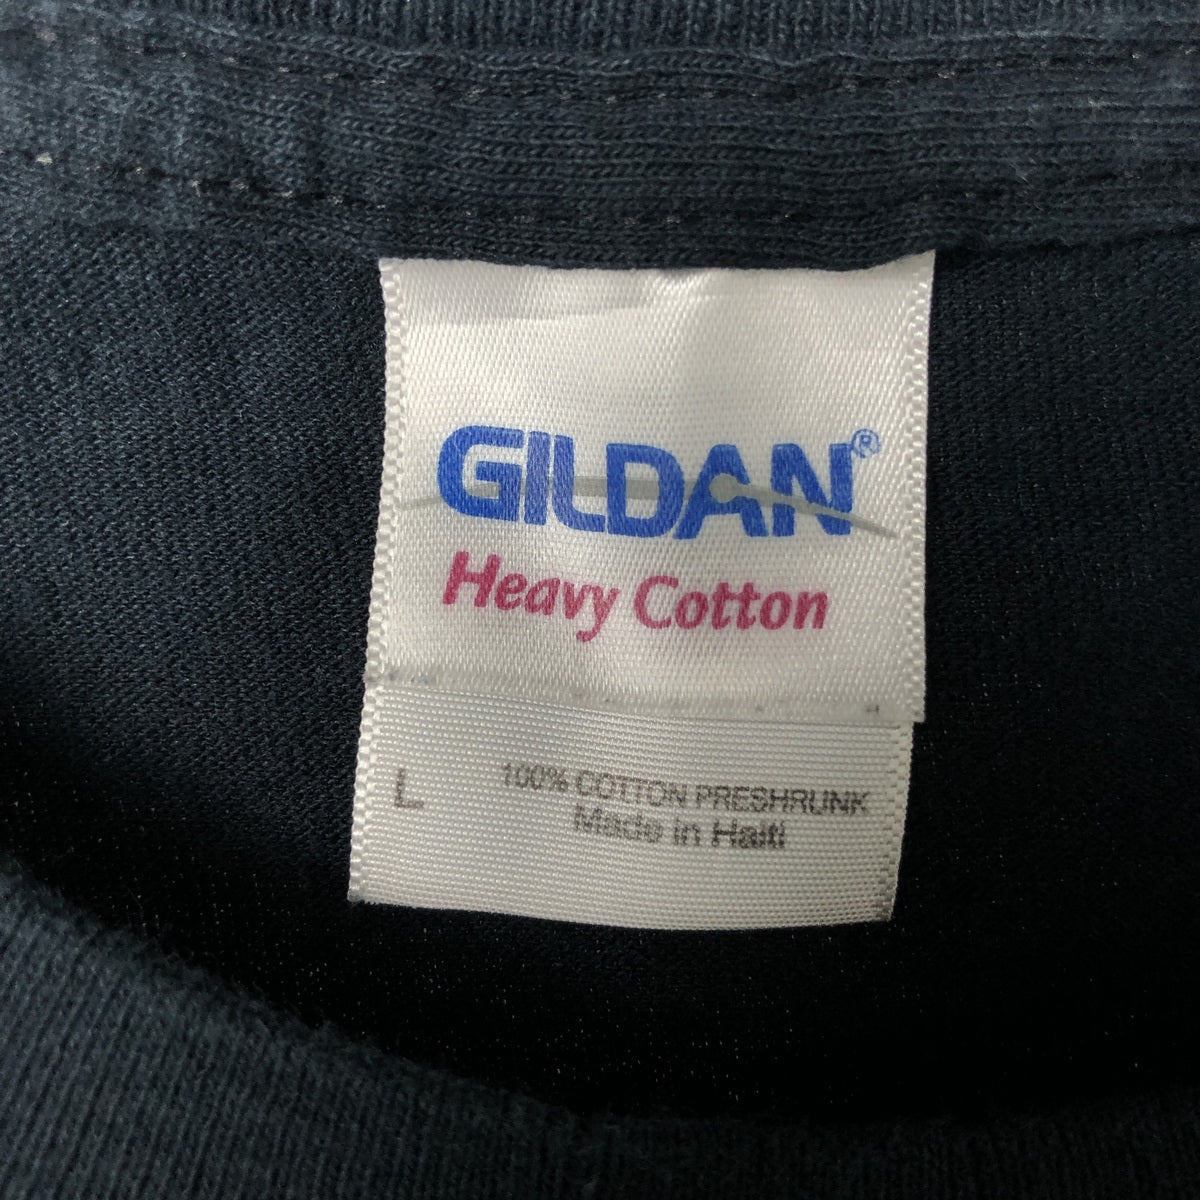 GILDAN®
Heavy Cotton
L 100% COTTON PRESHRUNK
Made in Haiti